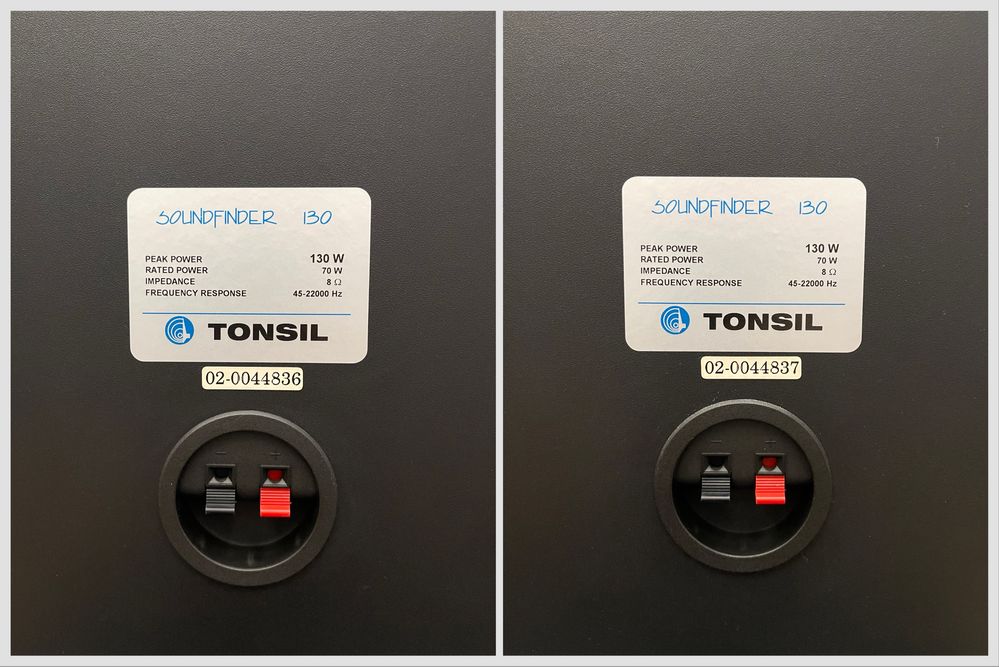 SOUNDFINDER 130
PEAK POWER 130 W
RATED POWER 70 W
IMPEDANCE 8 Ω
FREQUENCY RESPONSE 45-22000 Hz
TONSIL
02-0044836
− +
SOUNDFINDER 130
PEAK POWER 130 W
RATED POWER 70 W
IMPEDANCE 8 Ω
FREQUENCY RESPONSE 45-22000 Hz
TONSIL
02-0044837
− +